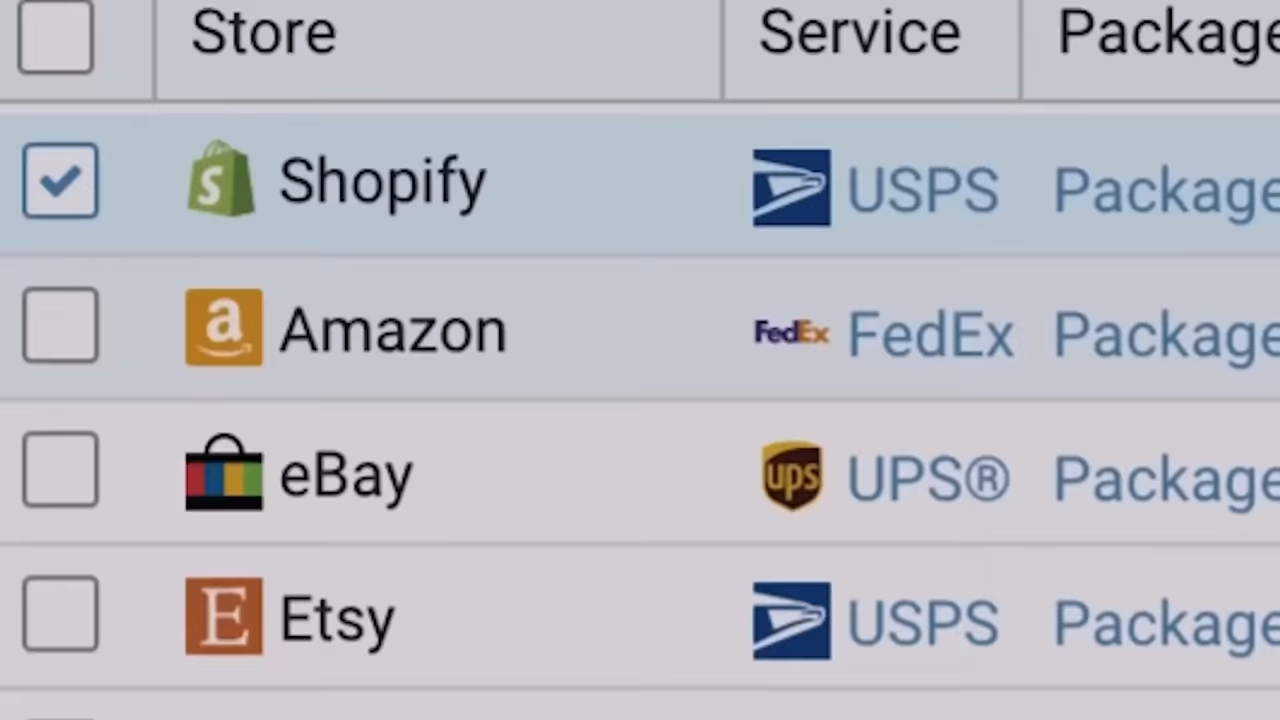 Store Service Package
Shopify USPS Package
Amazon FedEx FedEx Package
eBay ups UPS® Package
Etsy USPS Package